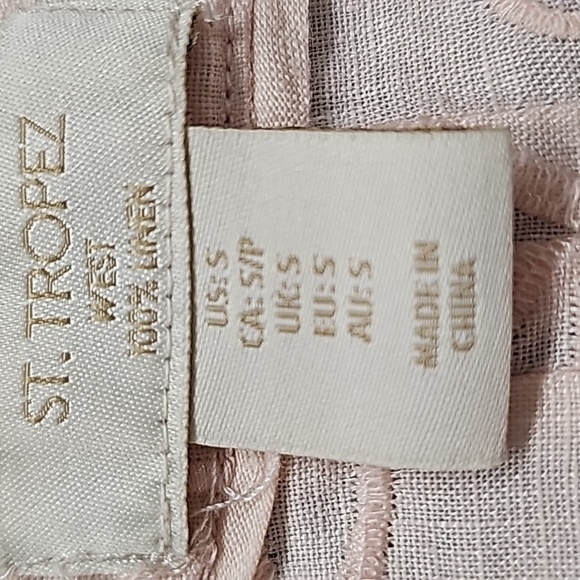 ST. TROPEZ
WEST
100% LINEN
US: S
CA: S/P
UK: S
EU: S
AU: S
MADE IN
CHINA